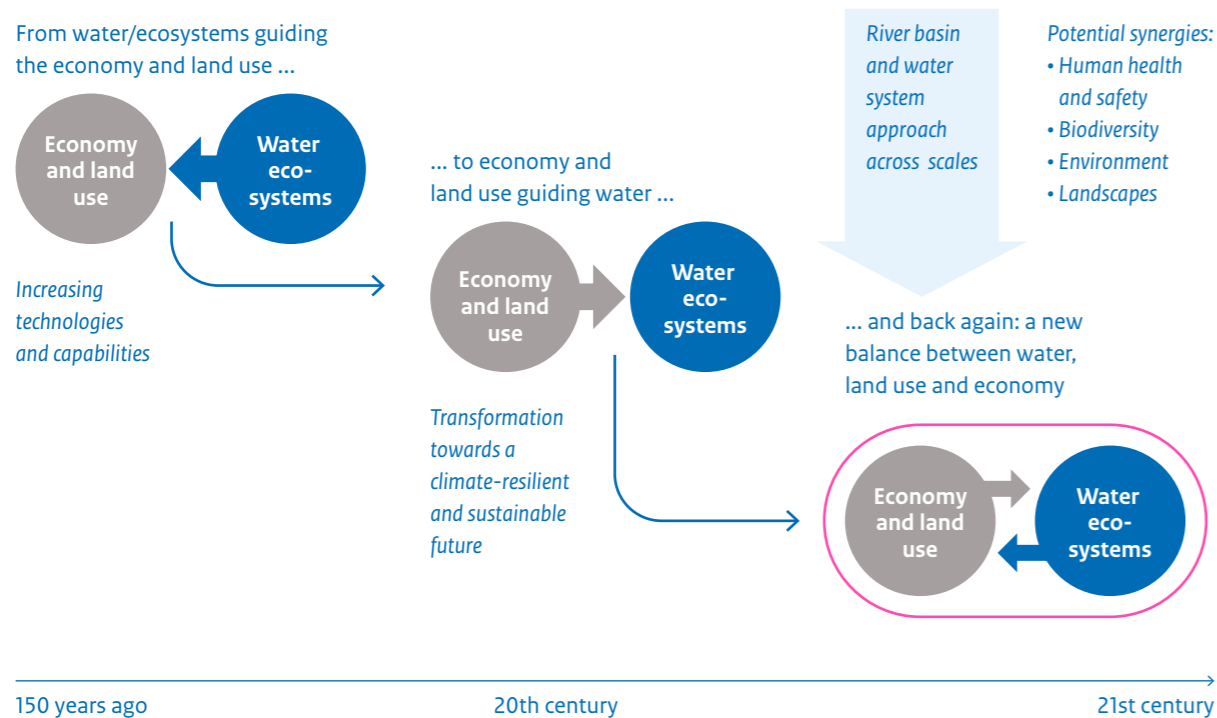 From water/ecosystems guiding
the economy and land use ...
Economy
and land
use
Water
eco-
systems
Increasing
technologies
and capabilities
... to economy and
land use guiding water ...
Economy
and land
use
Water
eco-
systems
Transformation
towards a
climate-resilient
and sustainable
future
River basin
and water
system
approach
across scales
Potential synergies:
• Human health
and safety
• Biodiversity
• Environment
• Landscapes
... and back again: a new
balance between water,
land use and economy
Economy
and land
use
Water
eco-
systems
150 years ago
20th century
21st century